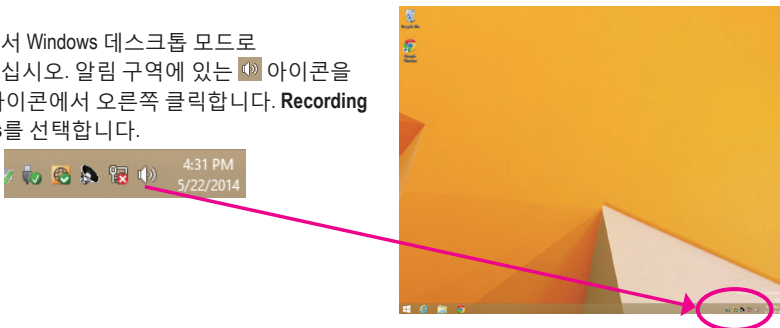 서 Windows 데스크톱 모드로
십시오. 알림 구역에 있는 아이콘을
아이콘에서 오른쪽 클릭합니다. Recording
를 선택합니다.
4:31 PM
5/22/2014